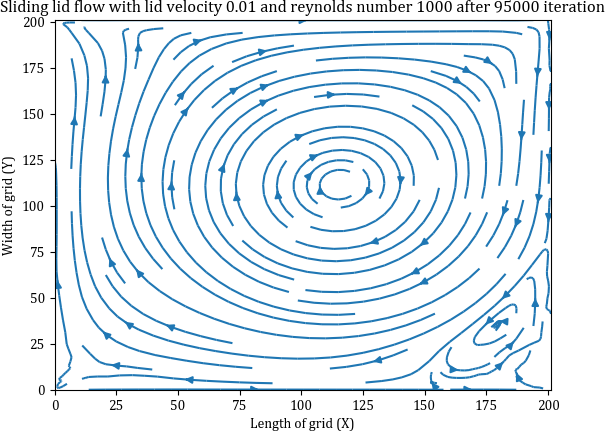 Sliding lid flow with lid velocity 0.01 and reynolds number 1000 after 95000 iteration
200
175
150
125
100
75
50
25
0
Width of grid (Y)
0 25 50 75 100 125 150 175 200
Length of grid (X)